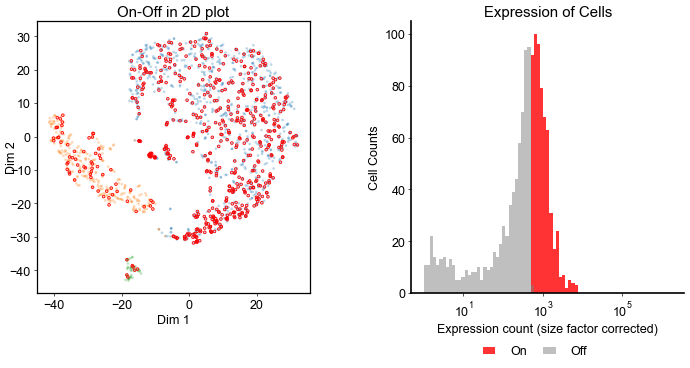 On-Off in 2D plot
30
20
10
0
−10
−20
−30
−40
Dim 2
−40 −20 0 20
Dim 1
Expression of Cells
100
80
60
40
20
0
Cell Counts
10^1 10^3 10^5
Expression count (size factor corrected)
On Off